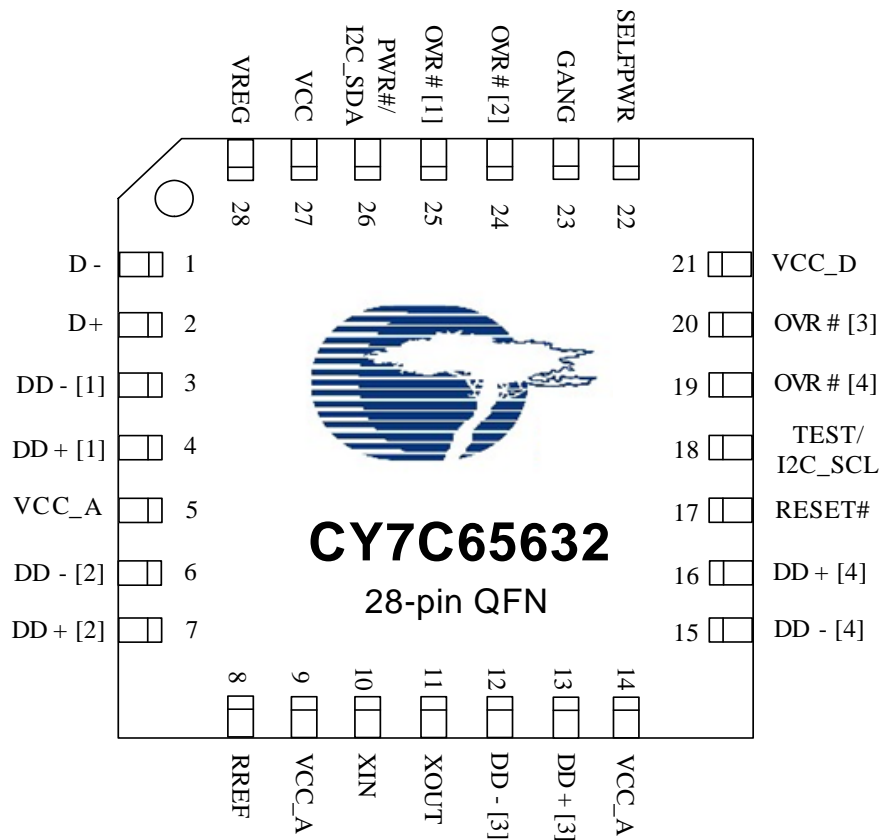 VREG
VCC
PWR#/
I2C_SDA
OVR# [1]
OVR# [2]
GANG
SELFPWR
28
27
26
25
24
23
22
D - 1
D+ 2
DD - [1] 3
DD + [1] 4
VCC_A 5
DD - [2] 6
DD + [2] 7
21 VCC_D
20 OVR # [3]
19 OVR # [4]
18 TEST/
I2C_SCL
17 RESET#
16 DD + [4]
15 DD - [4]
CY7C65632
28-pin QFN
8
9
10
11
12
13
14
RREF
VCC_A
XIN
XOUT
DD - [3]
DD + [3]
VCC_A